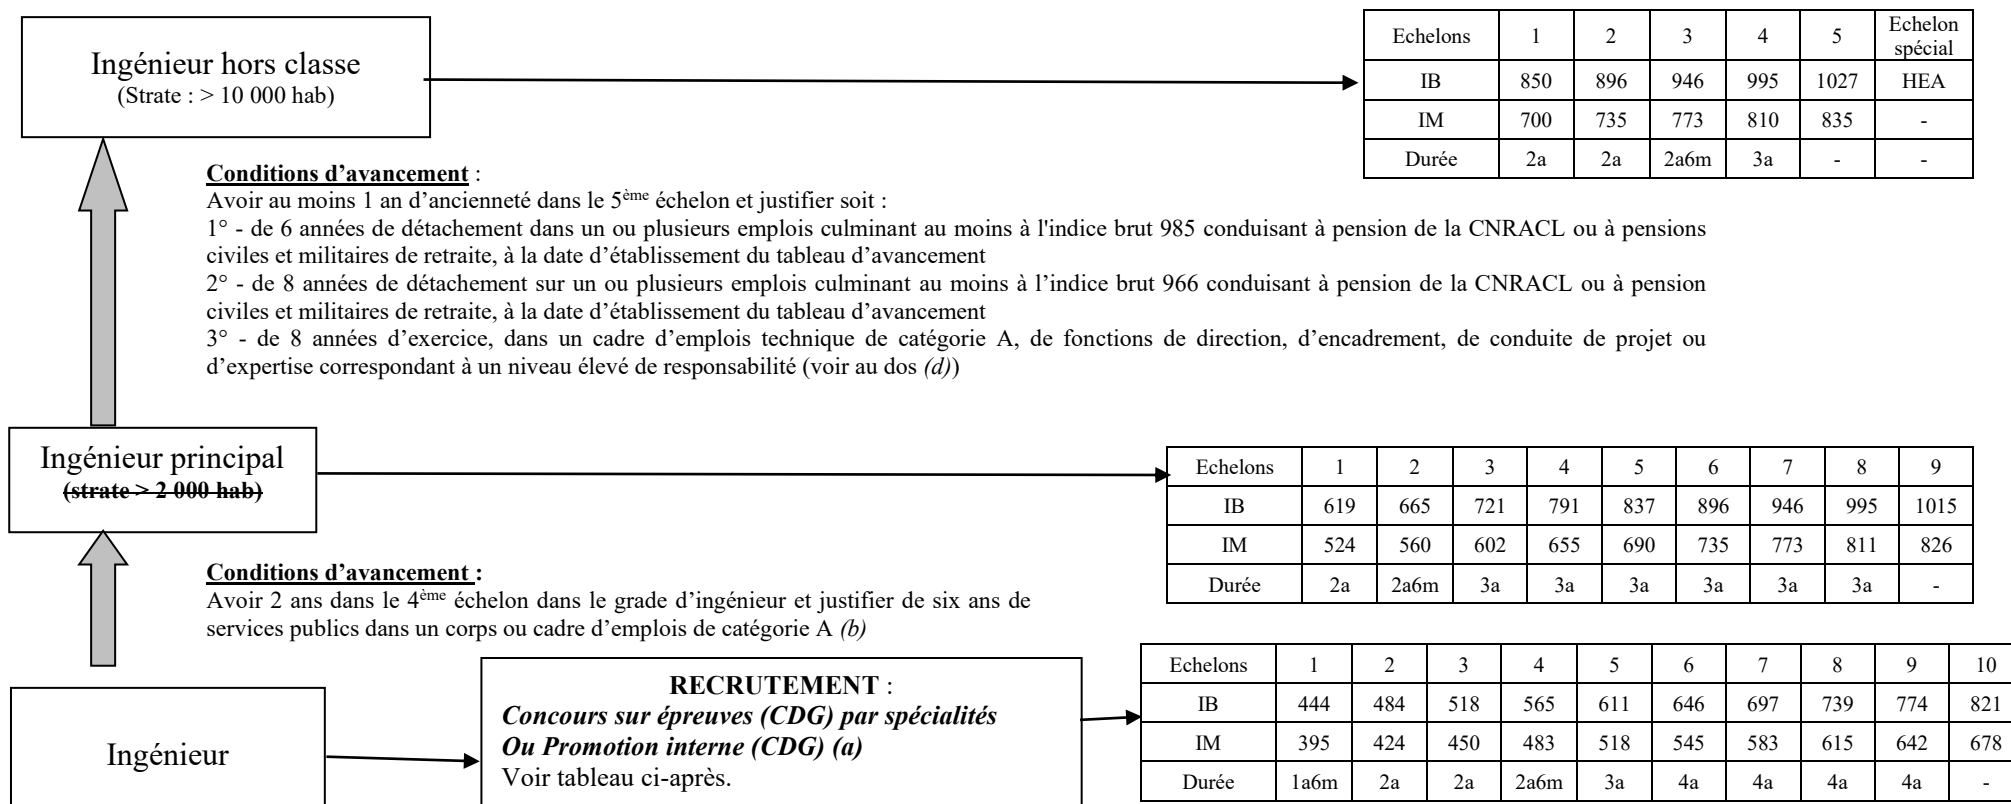 Ingénieur hors classe
(Strate : > 10 000 hab)
Echelons 1 2 3 4 5 Echelon spécial
IB 850 896 946 995 1027 HEA
IM 700 735 773 810 835 -
Durée 2a 2a 2a6m 3a - -
Conditions d’avancement :
Avoir au moins 1 an d’ancienneté dans le 5ème échelon et justifier soit :
1° - de 6 années de détachement dans un ou plusieurs emplois culminant au moins à l'indice brut 985 conduisant à pension de la CNRACL ou à pensions
civiles et militaires de retraite, à la date d’établissement du tableau d’avancement
2° - de 8 années de détachement sur un ou plusieurs emplois culminant au moins à l’indice brut 966 conduisant à pension de la CNRACL ou à pension
civiles et militaires de retraite, à la date d’établissement du tableau d’avancement
3° - de 8 années d’exercice, dans un cadre d’emplois technique de catégorie A, de fonctions de direction, d’encadrement, de conduite de projet ou
d’expertise correspondant à un niveau élevé de responsabilité (voir au dos (d))
Ingénieur principal
(strate > 2 000 hab)
Echelons 1 2 3 4 5 6 7 8 9
IB 619 665 721 791 837 896 946 995 1015
IM 524 560 602 655 690 735 773 811 826
Durée 2a 2a6m 3a 3a 3a 3a 3a 3a -
Conditions d’avancement :
Avoir 2 ans dans le 4ème échelon dans le grade d’ingénieur et justifier de six ans de
services publics dans un corps ou cadre d’emplois de catégorie A (b)
Ingénieur
RECRUTEMENT :
Concours sur épreuves (CDG) par spécialités
Ou Promotion interne (CDG) (a)
Voir tableau ci-après.
Echelons 1 2 3 4 5 6 7 8 9 10
IB 444 484 518 565 611 646 697 739 774 821
IM 395 424 450 483 518 545 583 615 642 678
Durée 1a6m 2a 2a 2a6m 3a 4a 4a 4a 4a -